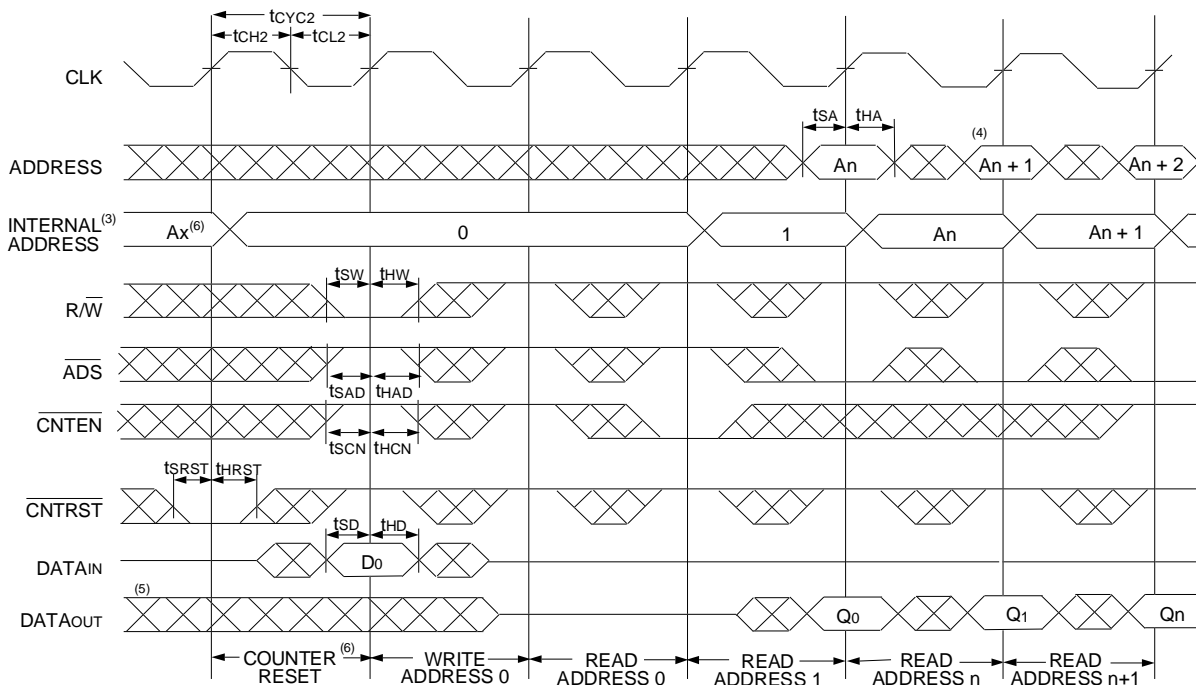 tCYC2
tCH2 tCL2
CLK
tSA tHA
(4)
ADDRESS An An + 1 An + 2
INTERNAL(3)
ADDRESS
Ax(6) 0 1 An An + 1
tSW tHW
R/W
ADS
tSAD tHAD
CNTEN
tSCN tHCN
tSRST tHRST
CNTRST
tSD tHD
DATAIN D0
(5)
DATAOUT Q0 Q1 Qn
COUNTER(6)
RESET
WRITE
ADDRESS 0
READ
ADDRESS 0
READ
ADDRESS 1
READ
ADDRESS n
READ
ADDRESS n+1